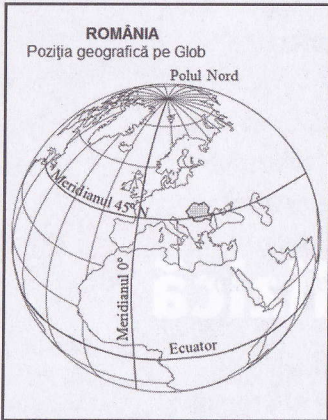 ROMÂNIA
Poziția geografică pe Glob
Polul Nord
Meridianul 45° N
Meridianul 0°
Ecuator